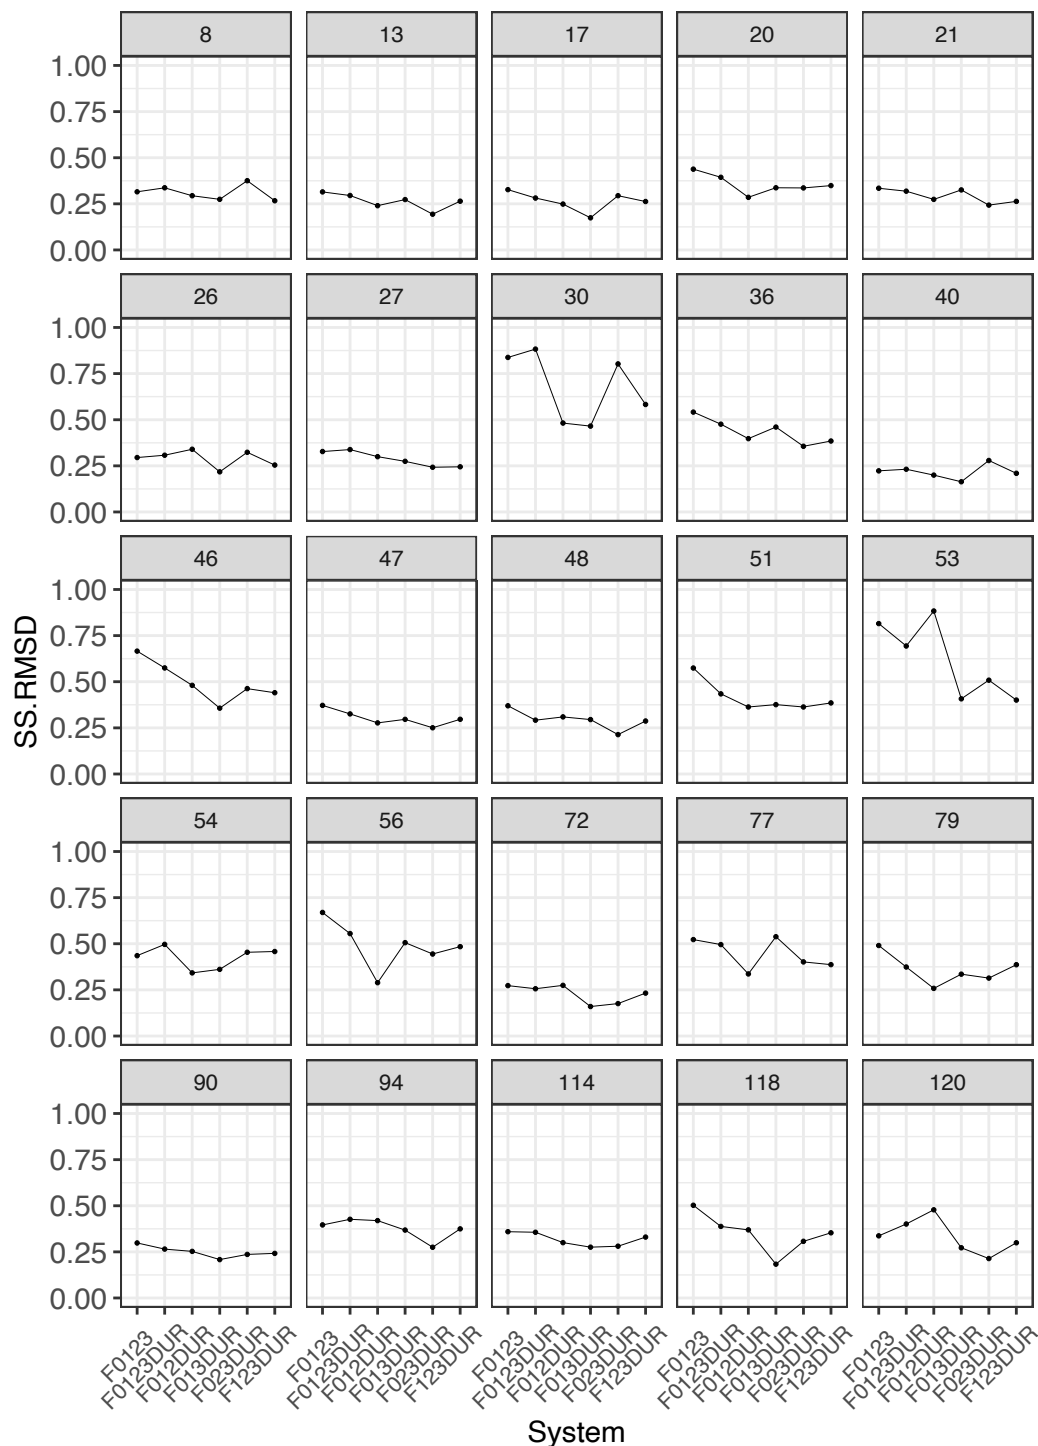 8 13 17 20 21
1.00
0.75
0.50
0.25
0.00
26 27 30 36 40
1.00
0.75
0.50
0.25
0.00
46 47 48 51 53
1.00
0.75
0.50
0.25
0.00
SS.RMSD
54 56 72 77 79
1.00
0.75
0.50
0.25
0.00
90 94 114 118 120
1.00
0.75
0.50
0.25
0.00
F0123 F0123DUR F012DUR F013DUR F023DUR F123DUR
F0123 F0123DUR F012DUR F013DUR F023DUR F123DUR
F0123 F0123DUR F012DUR F013DUR F023DUR F123DUR
F0123 F0123DUR F012DUR F013DUR F023DUR F123DUR
F0123 F0123DUR F012DUR F013DUR F023DUR F123DUR
System